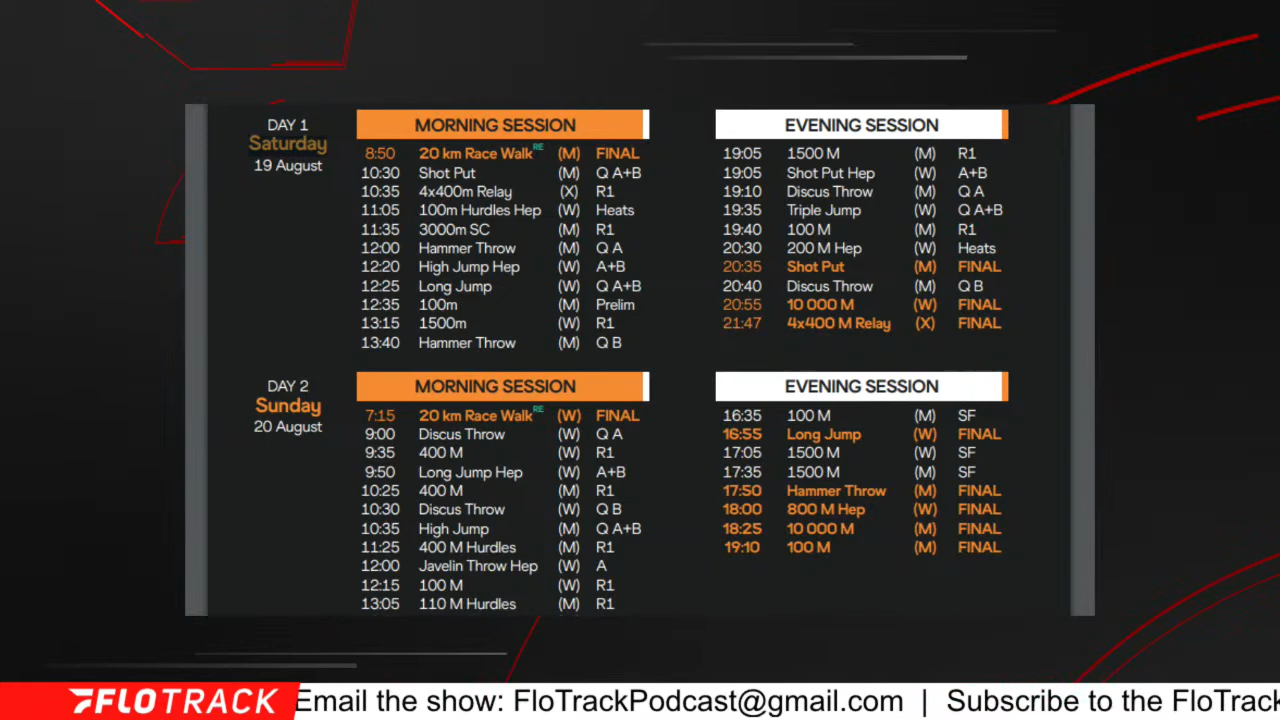 DAY 1
Saturday
19 August
MORNING SESSION
8:50 20 km Race Walk RE (M) FINAL
10:30 Shot Put (M) Q A+B
10:35 4x400m Relay (X) R1
11:05 100m Hurdles Hep (W) Heats
11:35 3000m SC (M) R1
12:00 Hammer Throw (M) Q A
12:20 High Jump Hep (W) A+B
12:25 Long Jump (W) Q A+B
12:35 100m (M) Prelim
13:15 1500m (W) R1
13:40 Hammer Throw (M) Q B
EVENING SESSION
19:05 1500 M (M) R1
19:05 Shot Put Hep (W) A+B
19:10 Discus Throw (M) Q A
19:35 Triple Jump (W) Q A+B
19:40 100 M (M) R1
20:30 200 M Hep (W) Heats
20:35 Shot Put (M) FINAL
20:40 Discus Throw (M) Q B
20:55 10 000 M (W) FINAL
21:47 4x400 M Relay (X) FINAL
DAY 2
Sunday
20 August
MORNING SESSION
7:15 20 km Race Walk RE (W) FINAL
9:00 Discus Throw (W) Q A
9:35 400 M (W) R1
9:50 Long Jump Hep (W) A+B
10:25 400 M (M) R1
10:30 Discus Throw (W) Q B
10:35 High Jump (M) Q A+B
11:25 400 M Hurdles (M) R1
12:00 Javelin Throw Hep (W) A
12:15 100 M (W) R1
13:05 110 M Hurdles (M) R1
EVENING SESSION
16:35 100 M (M) SF
16:55 Long Jump (W) FINAL
17:05 1500 M (W) SF
17:35 1500 M (M) SF
17:50 Hammer Throw (M) FINAL
18:00 800 M Hep (W) FINAL
18:25 10 000 M (M) FINAL
19:10 100 M (M) FINAL
FLOTRACK Email the show: FloTrackPodcast@gmail.com | Subscribe to the FloTrack